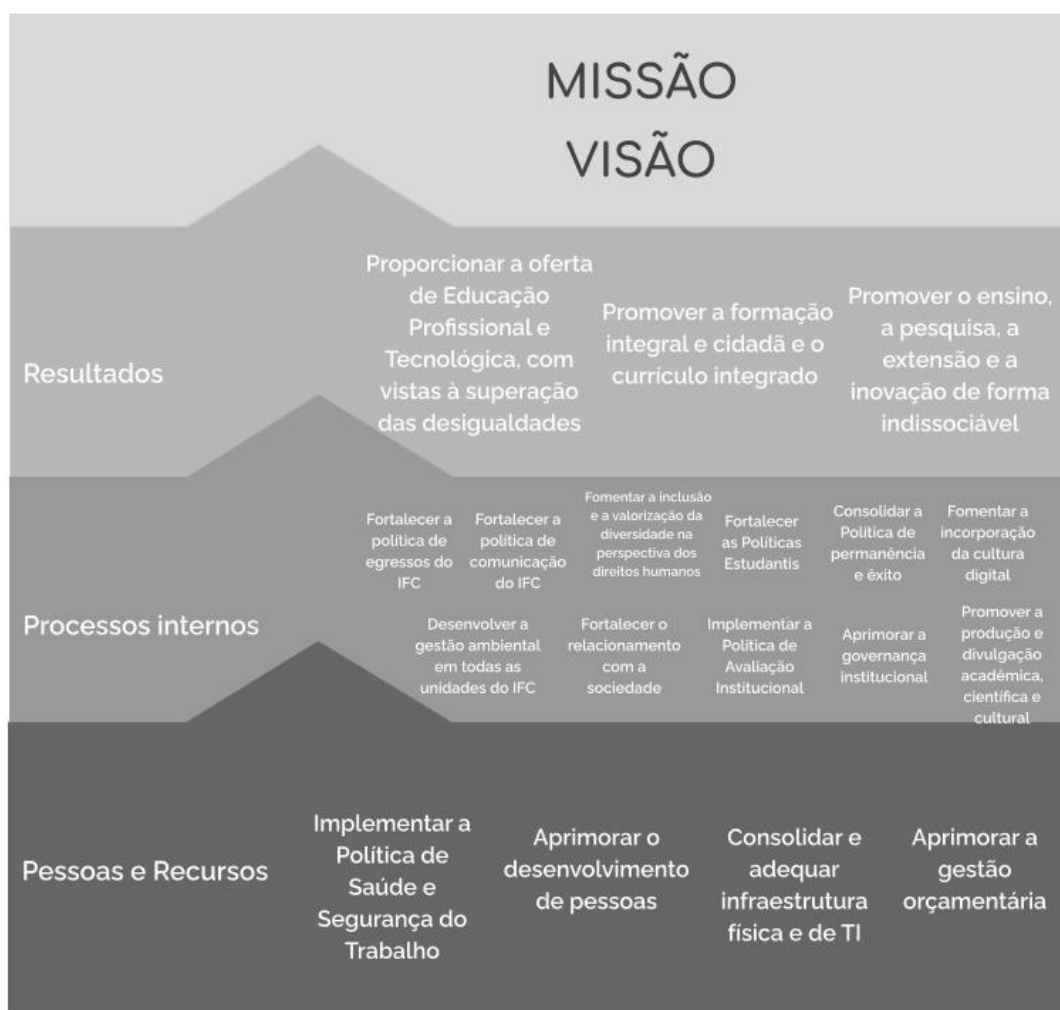 MISSÃO
VISÃO
Resultados
Proporcionar a oferta
de Educação
Profissional e
Tecnológica, com
vistas à superação
das desigualdades
Promover a formação
integral e cidadã e o
currículo integrado
Promover o ensino,
a pesquisa, a
extensão e a
inovação de forma
indissociável
Processos internos
Fortalecer a
política de
egressos do
IFC
Fortalecer a
política de
comunicação
do IFC
Fomentar a inclusão
e a valorização da
diversidade na
perspectiva dos
direitos humanos
Fortalecer
as Políticas
Estudantis
Consolidar a
Política de
permanência
e êxito
Fomentar a
incorporação
da cultura
digital
Desenvolver a
gestão ambiental
em todas as
unidades do IFC
Fortalecer o
relacionamento
com a
sociedade
Implementar a
Política de
Avaliação
Institucional
Aprimorar a
governança
institucional
Promover a
produção e
divulgação
acadêmica,
científica e
cultural
Pessoas e Recursos
Implementar a
Política de
Saúde e
Segurança do
Trabalho
Aprimorar o
desenvolvimento
de pessoas
Consolidar e
adequar
infraestrutura
física e de TI
Aprimorar a
gestão
orçamentária